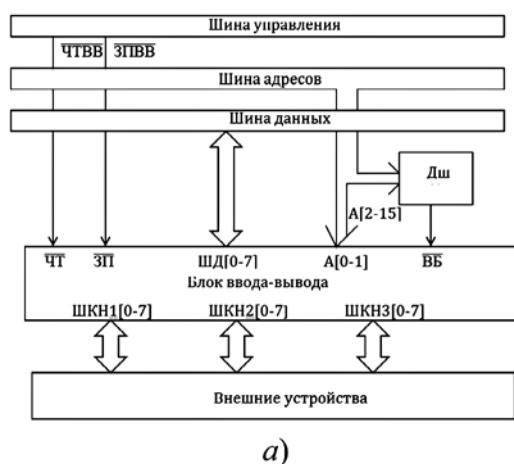 Шина управления
ЧТВВ ЗПВВ
Шина адресов
Шина данных
Дш
А[2-15]
ЧТ ЗП ШД[0-7] А[0-1] ВБ
Блок ввода-вывода
ШКН1[0-7] ШКН2[0-7] ШКН3[0-7]
Внешние устройства
а)